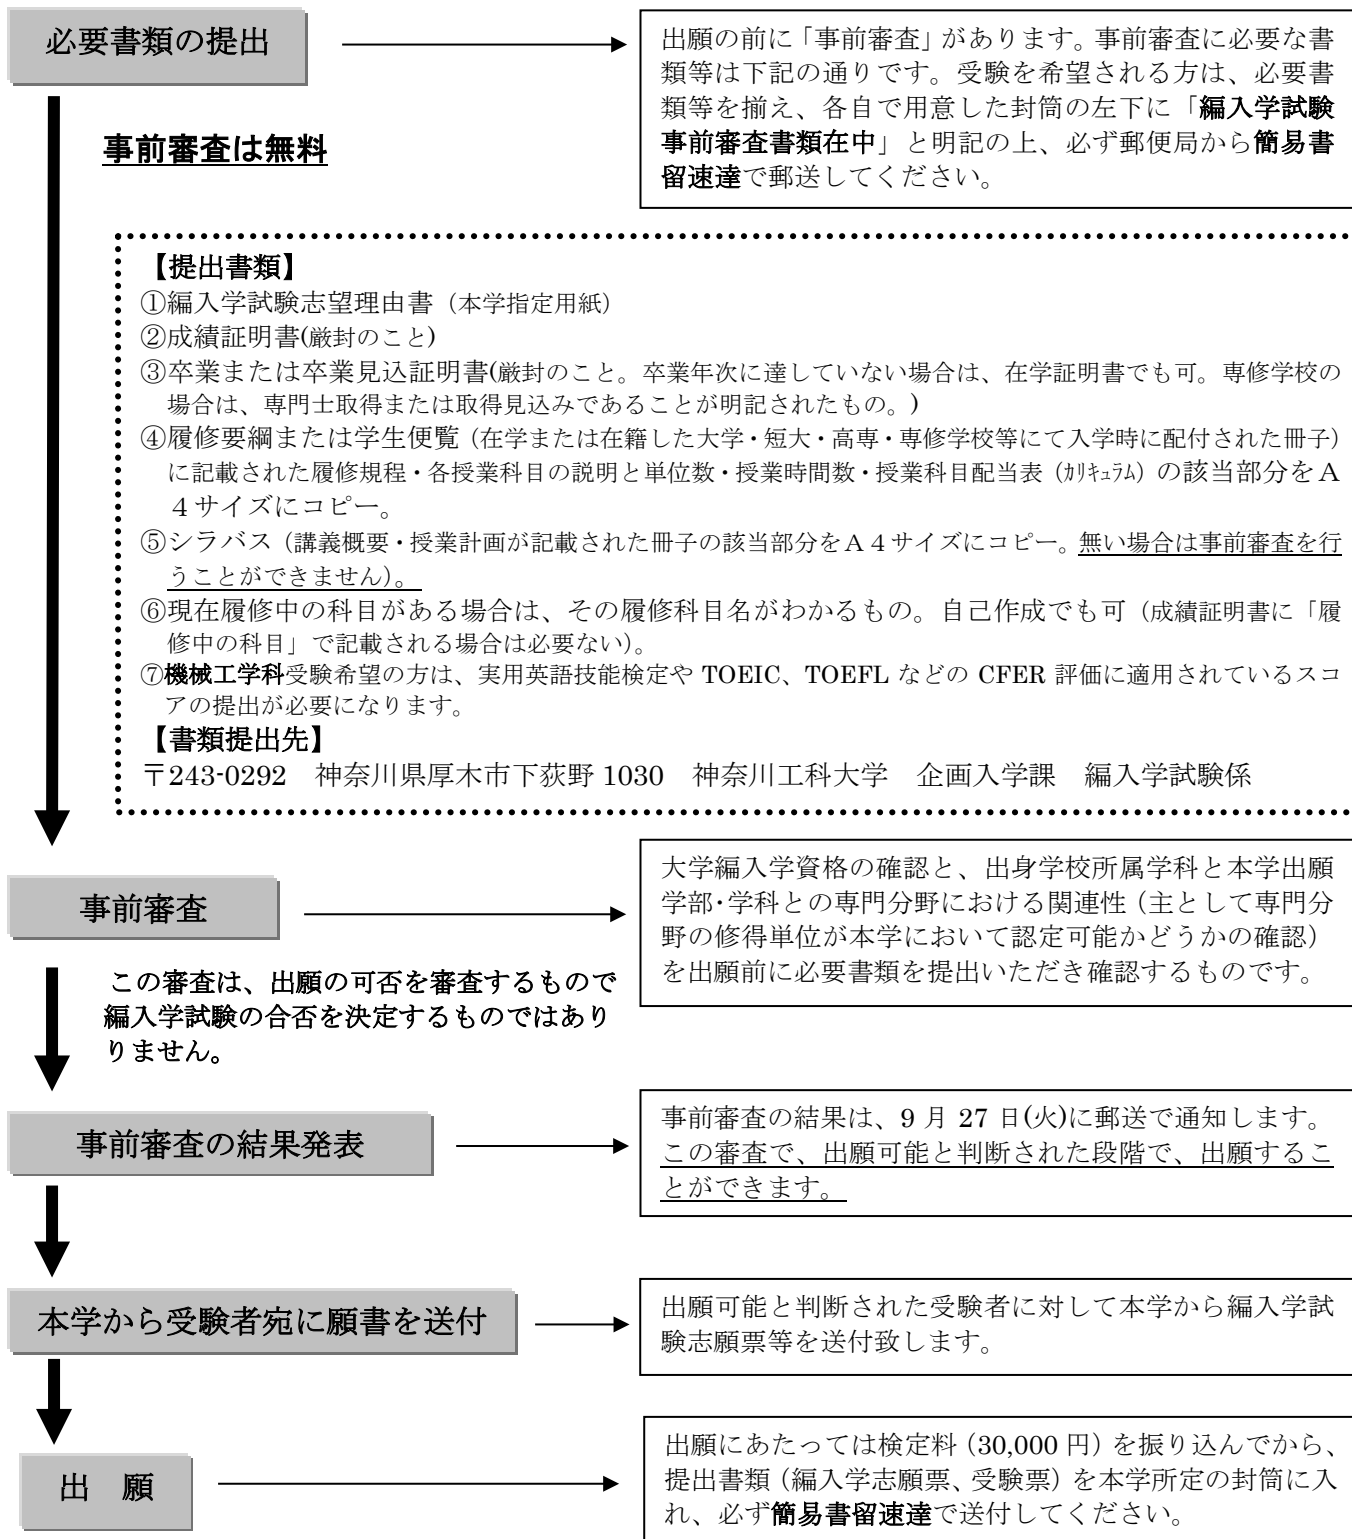 必要書類の提出
出願の前に「事前審査」があります。事前審査に必要な書
類等は下記の通りです。受験を希望される方は、必要書
類等を揃え、各自で用意した封筒の左下に「編入学試験
事前審査書類在中」と明記の上、必ず郵便局から簡易書
留速達で郵送してください。
事前審査は無料
【提出書類】
①編入学試験志望理由書（本学指定用紙）
②成績証明書(厳封のこと)
③卒業または卒業見込証明書(厳封のこと。卒業年次に達していない場合は、在学証明書でも可。専修学校の
場合は、専門士取得または取得見込みであることが明記されたもの。)
④履修要綱または学生便覧（在学または在籍した大学・短大・高専・専修学校等にて入学時に配付された冊子）
に記載された履修規程・各授業科目の説明と単位数・授業時間数・授業科目配当表（ｶﾘｷｭﾗﾑ）の該当部分をＡ
４サイズにコピー。
⑤シラバス（講義概要・授業計画が記載された冊子の該当部分をＡ４サイズにコピー。無い場合は事前審査を行
うことができません）。
⑥現在履修中の科目がある場合は、その履修科目名がわかるもの。自己作成でも可（成績証明書に「履
修中の科目」で記載される場合は必要ない）。
⑦機械工学科受験希望の方は、実用英語技能検定や TOEIC、TOEFL などの CFER 評価に適用されているスコ
アの提出が必要になります。
【書類提出先】
〒243-0292　神奈川県厚木市下荻野 1030　神奈川工科大学　企画入学課　編入学試験係
事前審査
大学編入学資格の確認と、出身学校所属学科と本学出願
学部・学科との専門分野における関連性（主として専門分
野の修得単位が本学において認定可能かどうかの確認）
を出願前に必要書類を提出いただき確認するものです。
この審査は、出願の可否を審査するもので
編入学試験の合否を決定するものではあり
りません。
事前審査の結果発表
事前審査の結果は、9 月 27 日(火)に郵送で通知します。
この審査で、出願可能と判断された段階で、出願するこ
とができます。
本学から受験者宛に願書を送付
出願可能と判断された受験者に対して本学から編入学試
験志願票等を送付致します。
出　願
出願にあたっては検定料（30,000 円）を振り込んでから、
提出書類（編入学志願票、受験票）を本学所定の封筒に入
れ、必ず簡易書留速達で送付してください。